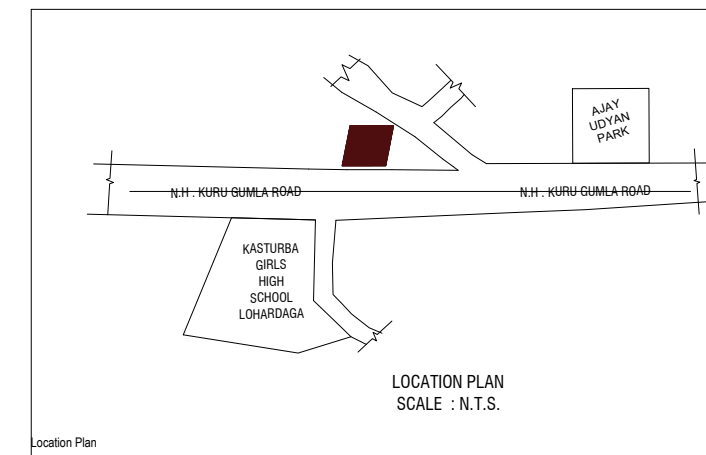 AJAY
UDYAN
PARK
N.H . KURU GUMLA ROAD
N.H . KURU GUMLA ROAD
KASTURBA
GIRLS
HIGH
SCHOOL
LOHARDAGA
LOCATION PLAN
SCALE : N.T.S.
Location Plan